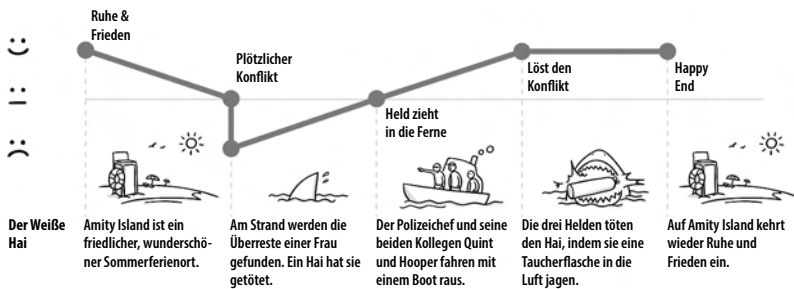 Ruhe &
Frieden
Plötzlicher
Konflikt
Held zieht
in die Ferne
Löst den
Konflikt
Happy
End
Der Weiße
Hai
Amity Island ist ein
friedlicher, wunderschö-
ner Sommerferienort.
Am Strand werden die
Überreste einer Frau
gefunden. Ein Hai hat sie
getötet.
Der Polizeichef und seine
beiden Kollegen Quint
und Hooper fahren mit
einem Boot raus.
Die drei Helden töten
den Hai, indem sie eine
Taucherflasche in die
Luft jagen.
Auf Amity Island kehrt
wieder Ruhe und
Frieden ein.